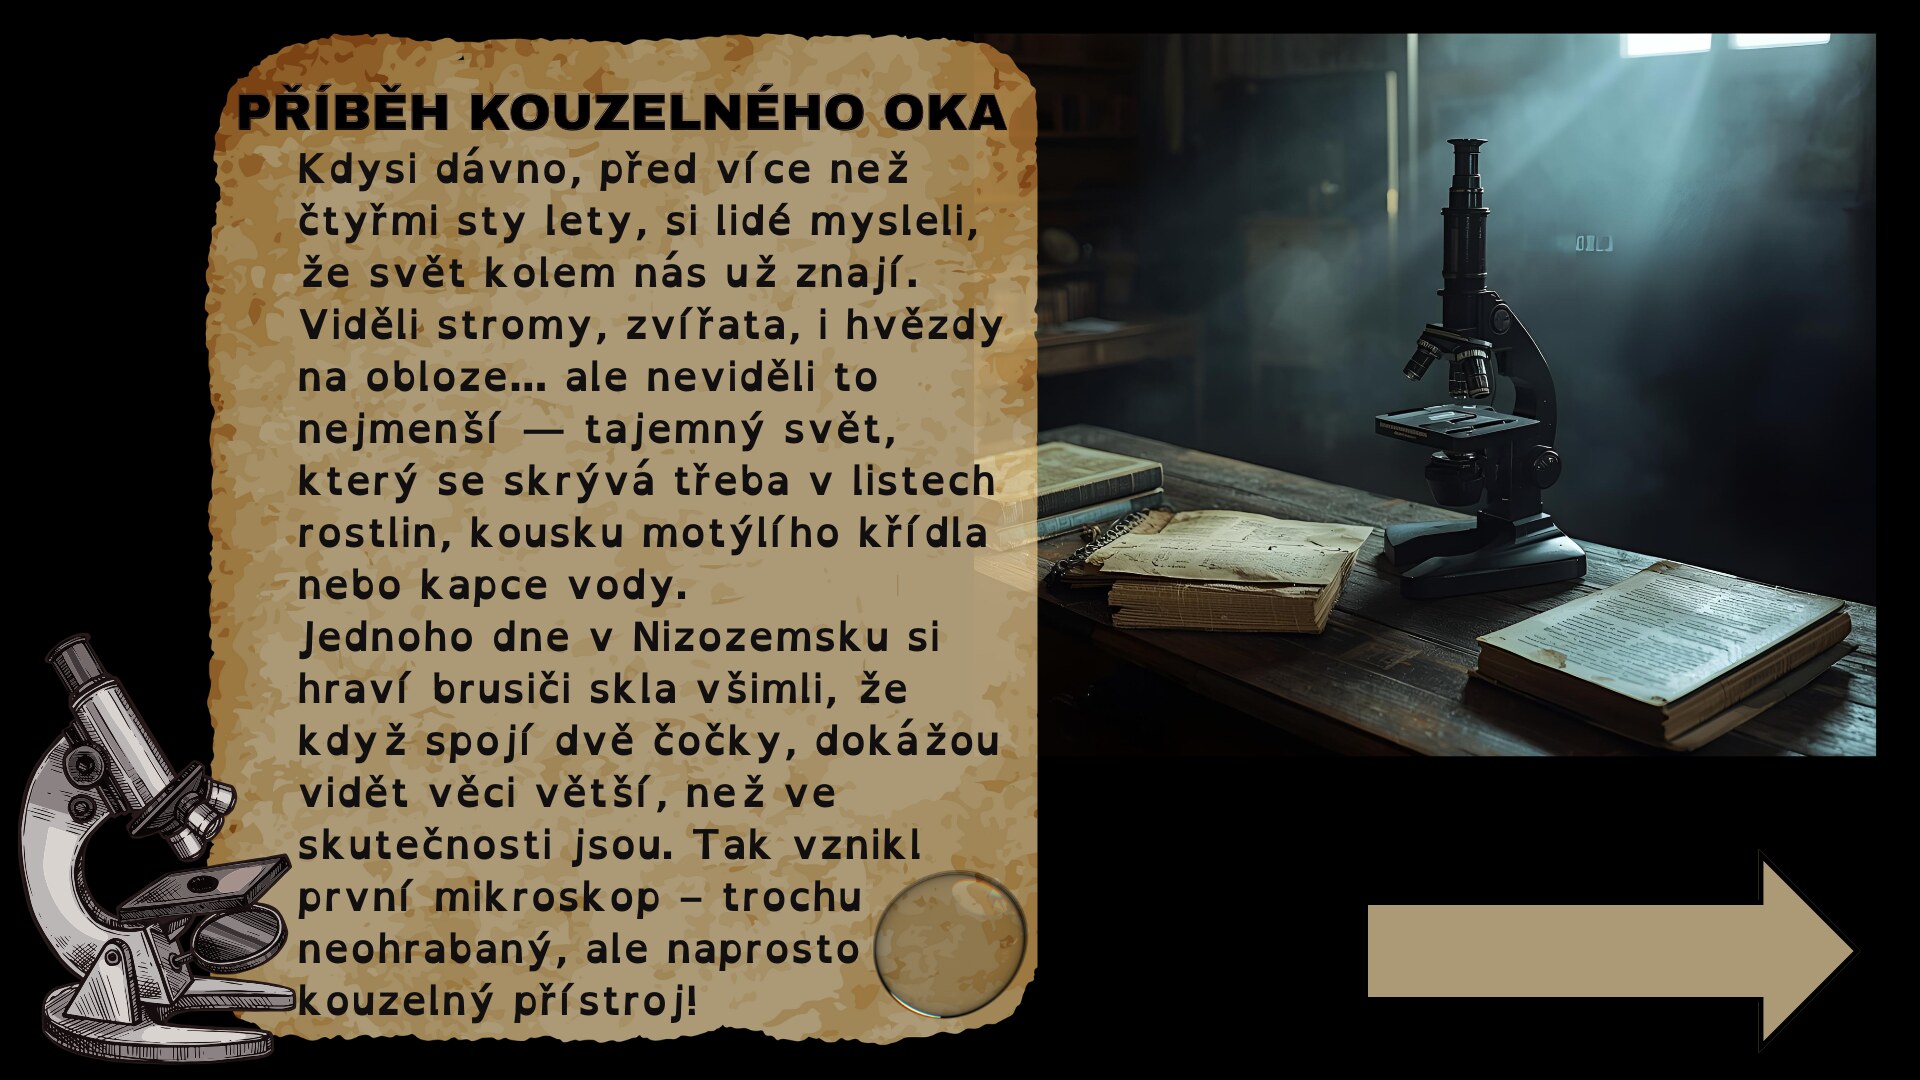 PŘÍBĚH KOUZELNÉHO OKA
Kdysi dávno, před více než
čtyřmi sty lety, si lidé mysleli,
že svět kolem nás už znají.
Viděli stromy, zvířata, i hvězdy
na obloze... ale neviděli to
nejmenší — tajemný svět,
který se skrývá třeba v listech
rostlin, kousku motýlího křídla
nebo kapce vody.
Jednoho dne v Nizozemsku si
hraví brusiči skla všimli, že
když spojí dvě čočky, dokážou
vidět věci větší, než ve
skutečnosti jsou. Tak vznikl
první mikroskop – trochu
neohrabaný, ale naprosto
kouzelný přístroj!